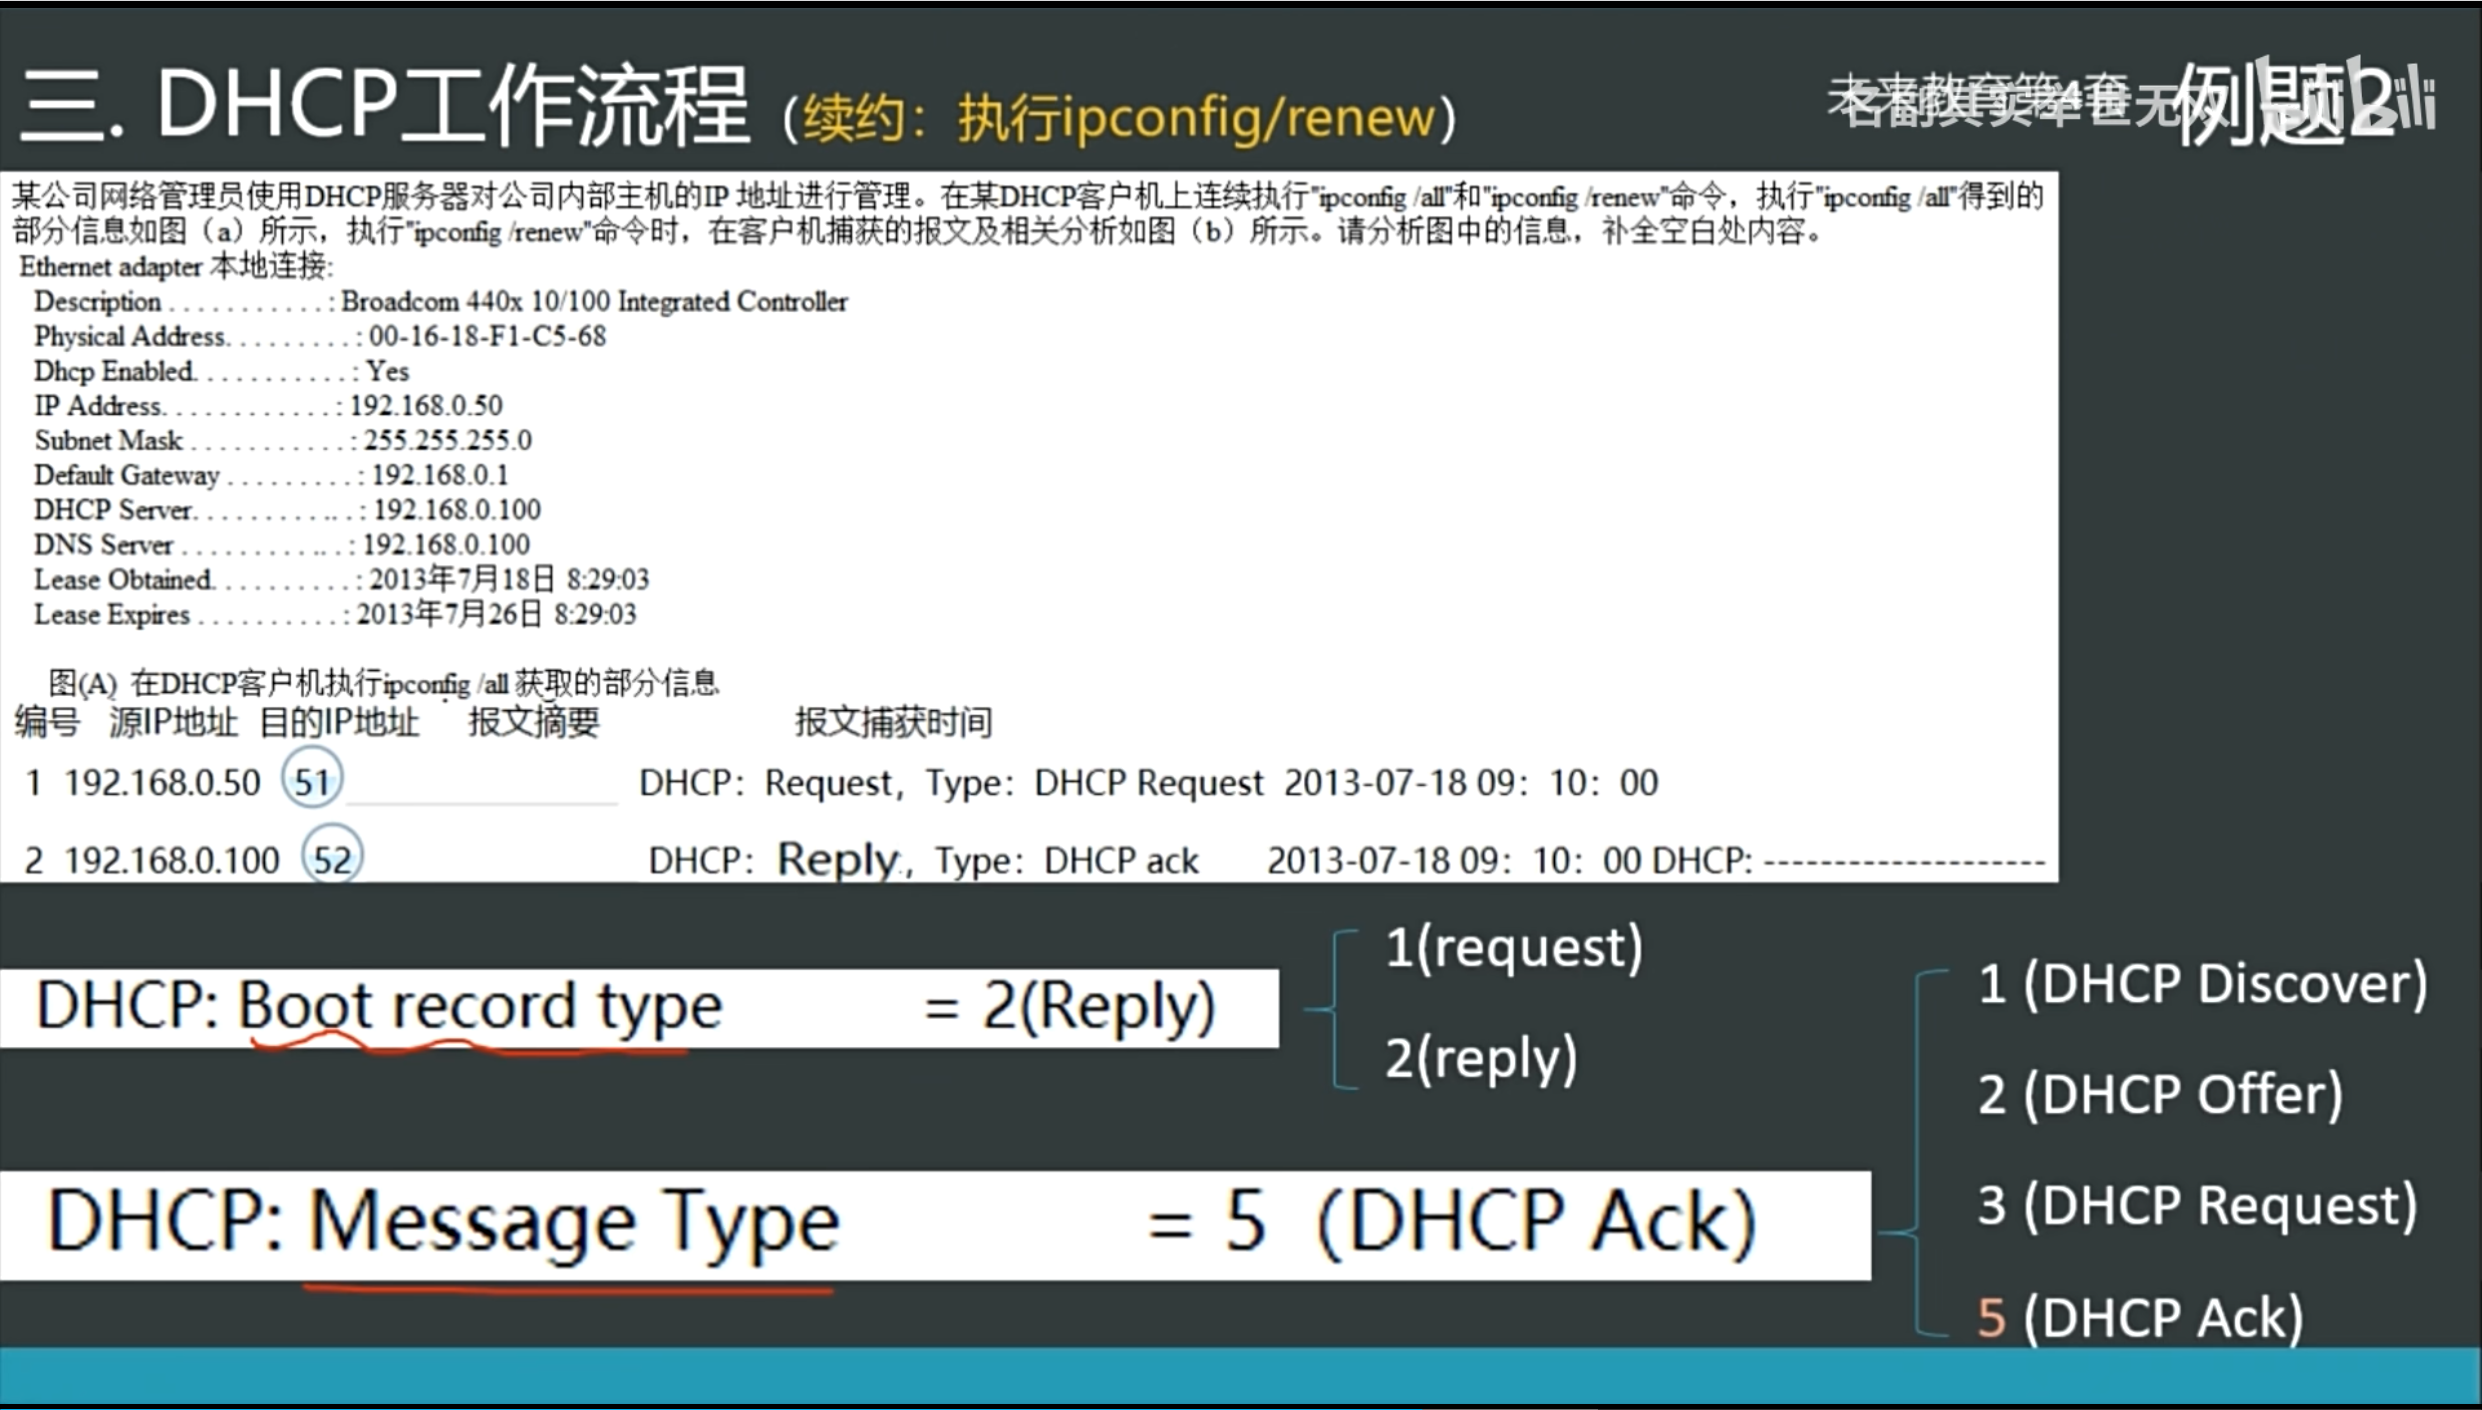 三. DHCP工作流程 (续约：执行ipconfig/renew)
未来教育第4套 例题2
名副其实举世无双 bilibili
某公司网络管理员使用DHCP服务器对公司内部主机的IP 地址进行管理。在某DHCP客户机上连续执行"ipconfig /all"和"ipconfig /renew"命令，执行"ipconfig /all"得到的
部分信息如图（a）所示，执行"ipconfig /renew"命令时，在客户机捕获的报文及相关分析如图（b）所示。请分析图中的信息，补全空白处内容。
Ethernet adapter 本地连接:
Description . . . . . . . . . . . : Broadcom 440x 10/100 Integrated Controller
Physical Address. . . . . . . . . : 00-16-18-F1-C5-68
Dhcp Enabled. . . . . . . . . . . : Yes
IP Address. . . . . . . . . . . . : 192.168.0.50
Subnet Mask . . . . . . . . . . . : 255.255.255.0
Default Gateway . . . . . . . . . : 192.168.0.1
DHCP Server. . . . . . . . . . .. . : 192.168.0.100
DNS Server . . . . . . . . . . .. . : 192.168.0.100
Lease Obtained. . . . . . . . . . : 2013年7月18日 8:29:03
Lease Expires . . . . . . . . . . : 2013年7月26日 8:29:03
图(A) 在DHCP客户机执行ipconfig /all 获取的部分信息
编号 源IP地址 目的IP地址 报文摘要 报文捕获时间
1 192.168.0.50 51 DHCP：Request，Type：DHCP Request 2013-07-18 09：10：00
2 192.168.0.100 52 DHCP：Reply，Type：DHCP ack 2013-07-18 09：10：00 DHCP: --------------------
DHCP: Boot record type = 2(Reply)
1(request)
2(reply)
DHCP: Message Type = 5 (DHCP Ack)
1 (DHCP Discover)
2 (DHCP Offer)
3 (DHCP Request)
5 (DHCP Ack)